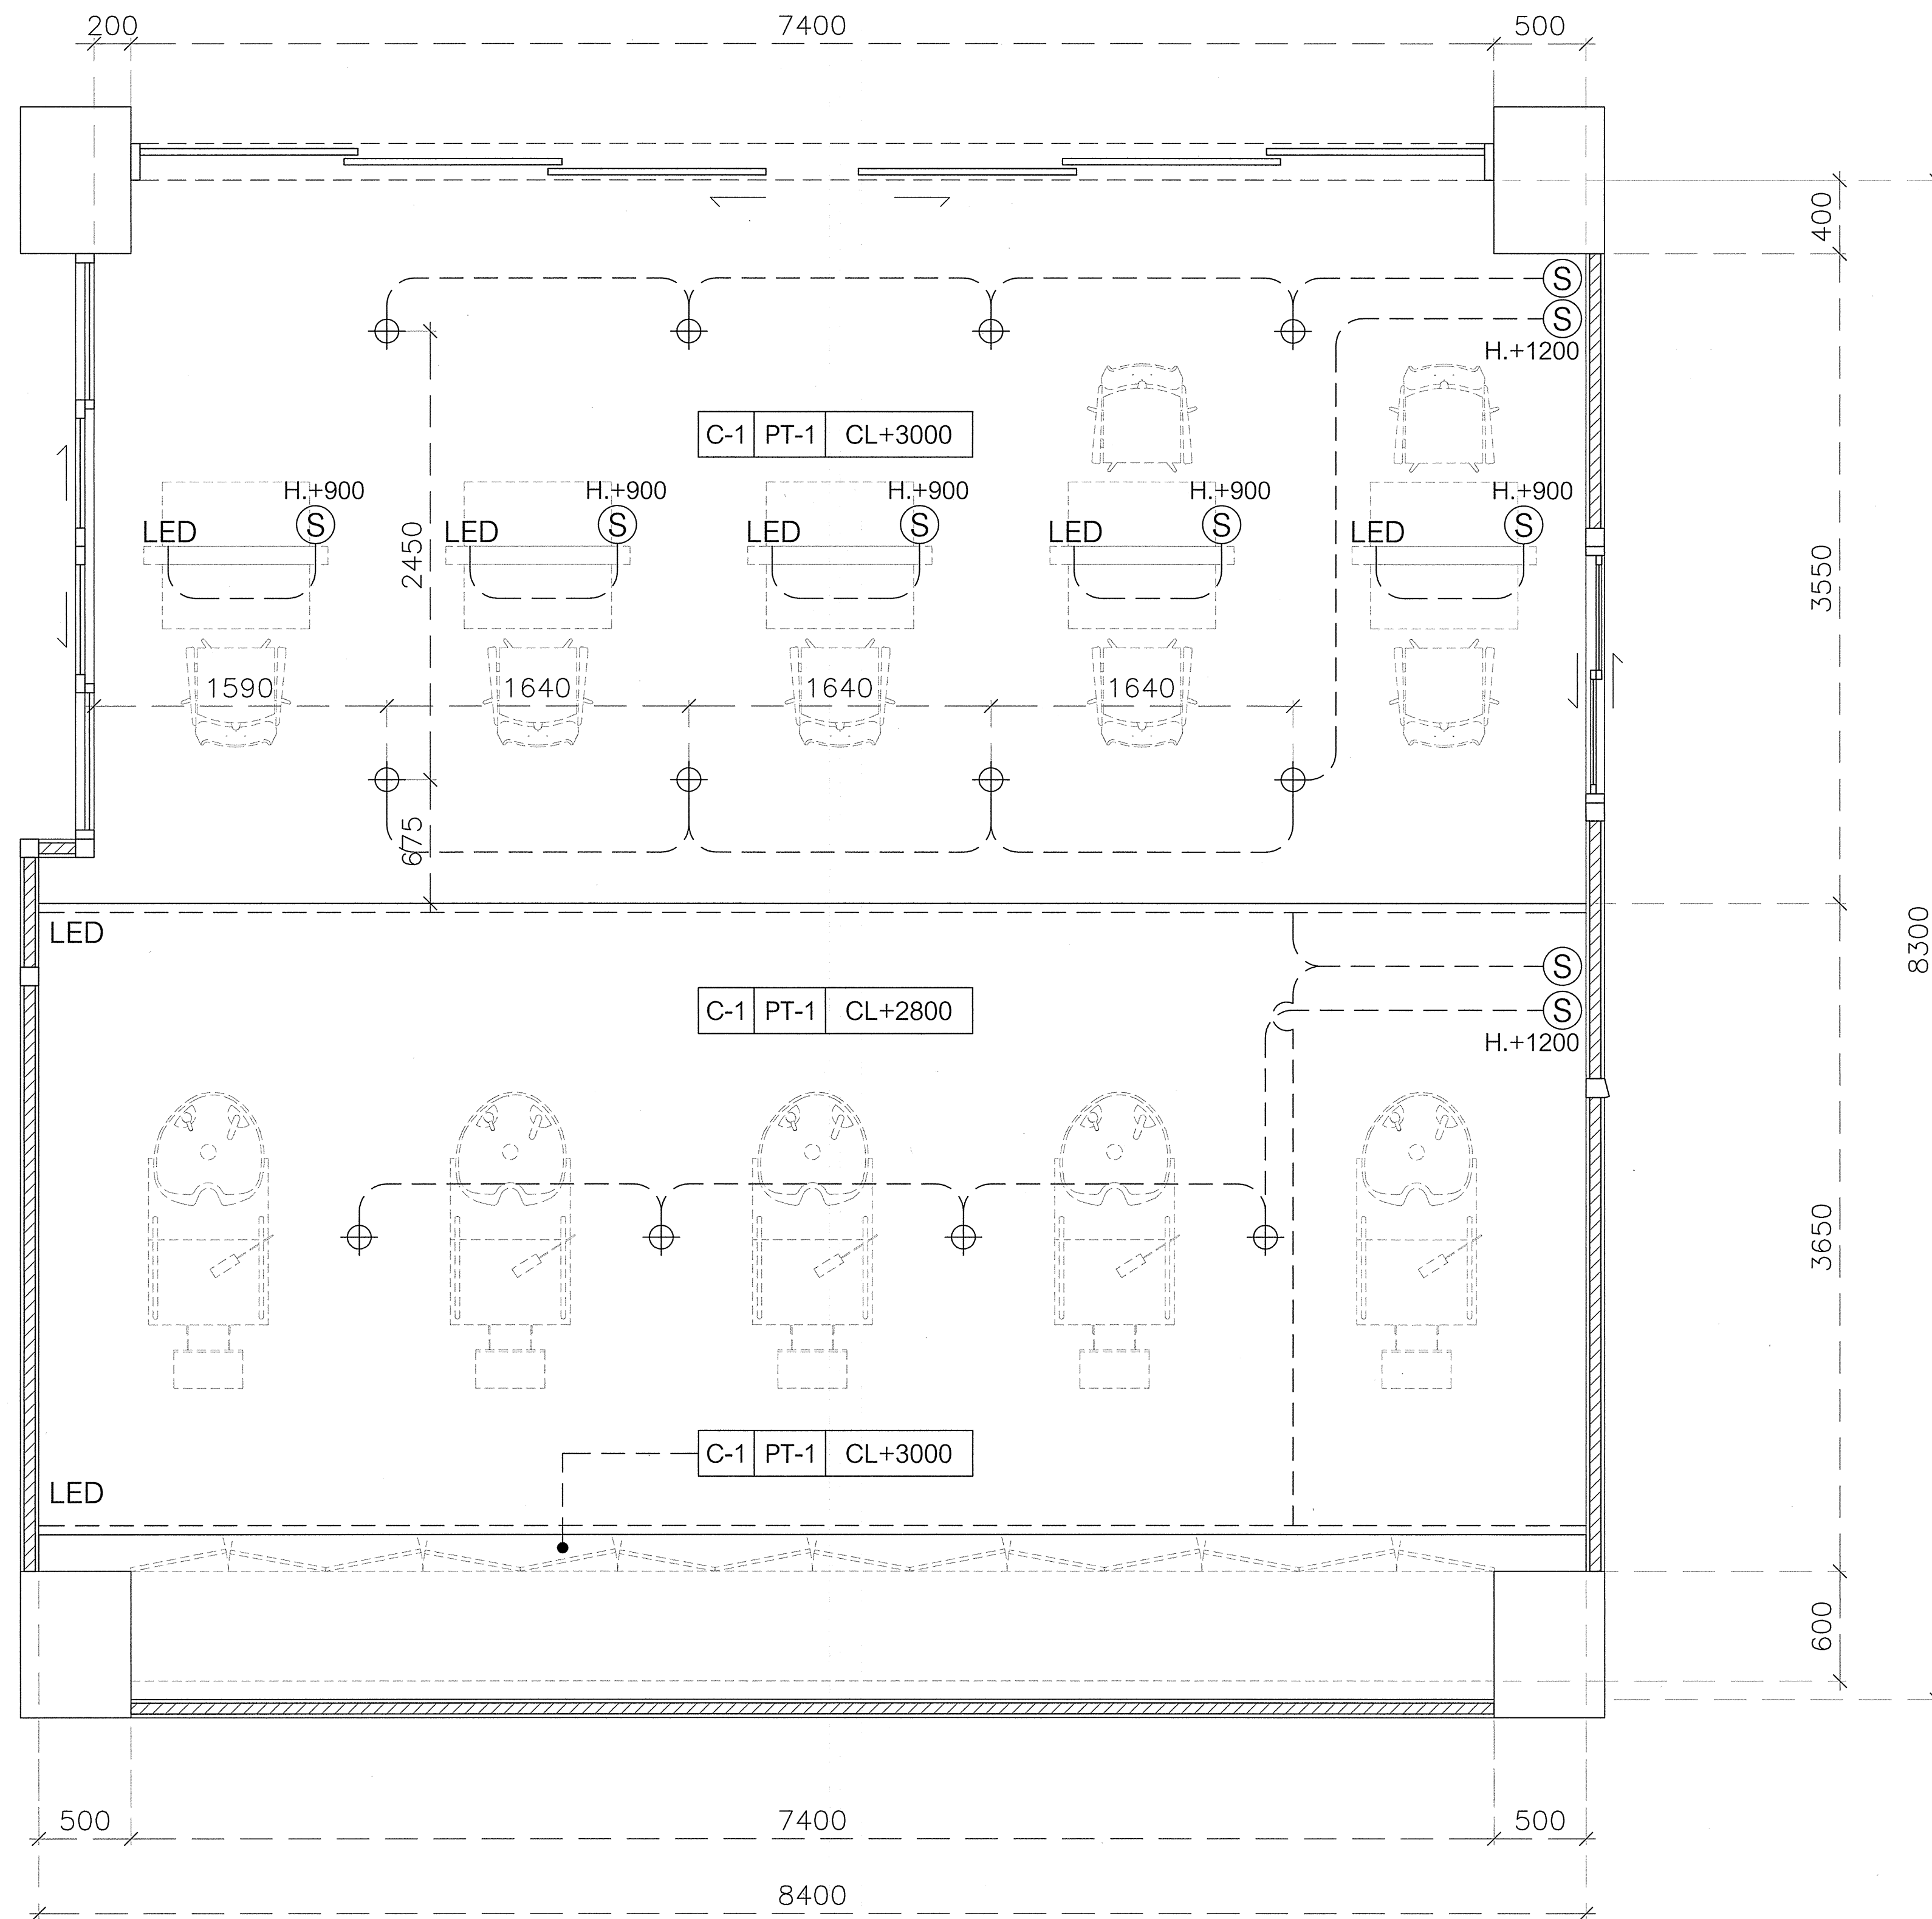 200 7400 500
400
S
S
H.+1200
C-1 PT-1 CL+3000
H.+900 H.+900 H.+900 H.+900 H.+900
LED S LED S LED S LED S LED S
2450
3550
1590 1640 1640 1640
675
LED
S
8300
C-1 PT-1 CL+2800
S
H.+1200
3650
C-1 PT-1 CL+3000
LED
600
500 7400 500
8400